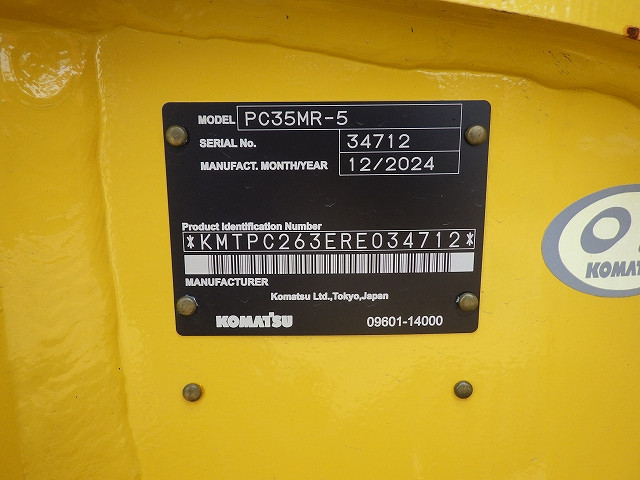 MODEL PC35MR-5
SERIAL No. 34712
MANUFACT. MONTH/YEAR 12/2024
Product Identification Number
*KMTPC263ERE034712*
MANUFACTURER
Komatsu Ltd.,Tokyo,Japan
KOMATSU 09601-14000